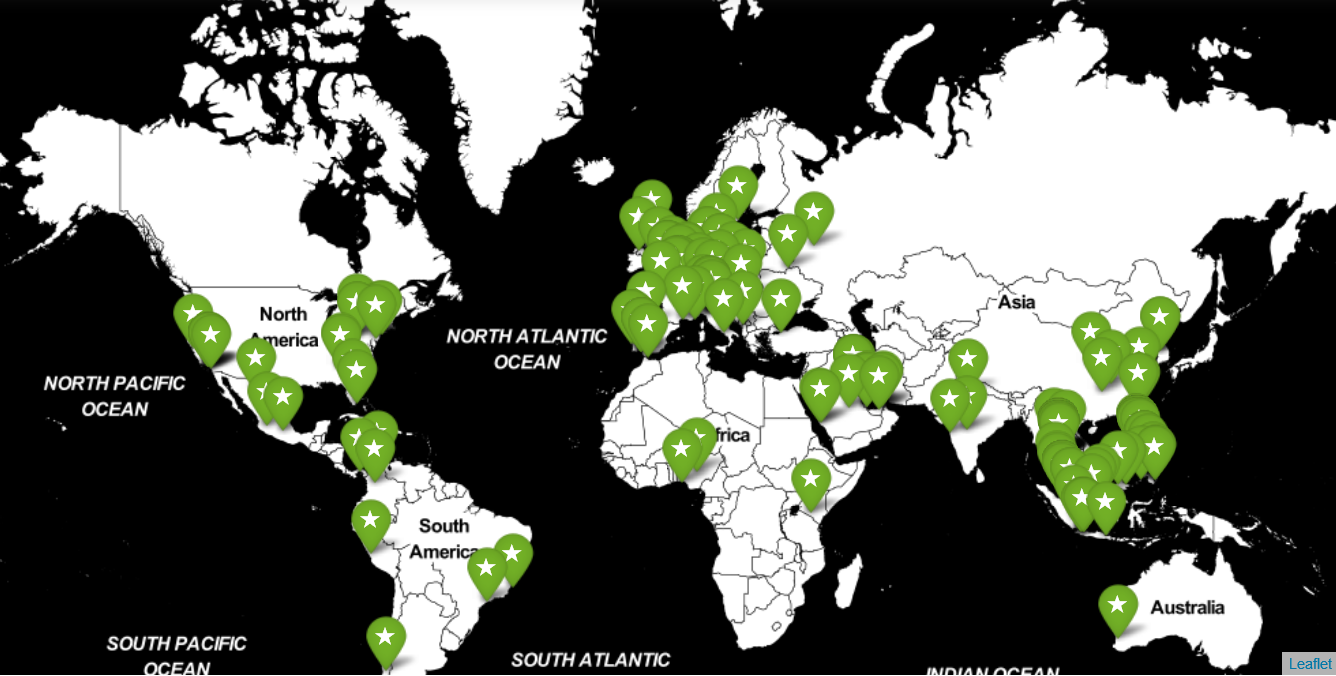 North
America
Asia
NORTH ATLANTIC
OCEAN
NORTH PACIFIC
OCEAN
frica
South
America
Australia
SOUTH PACIFIC
OCEAN
SOUTH ATLANTIC
INDIAN OCEAN
Leaflet